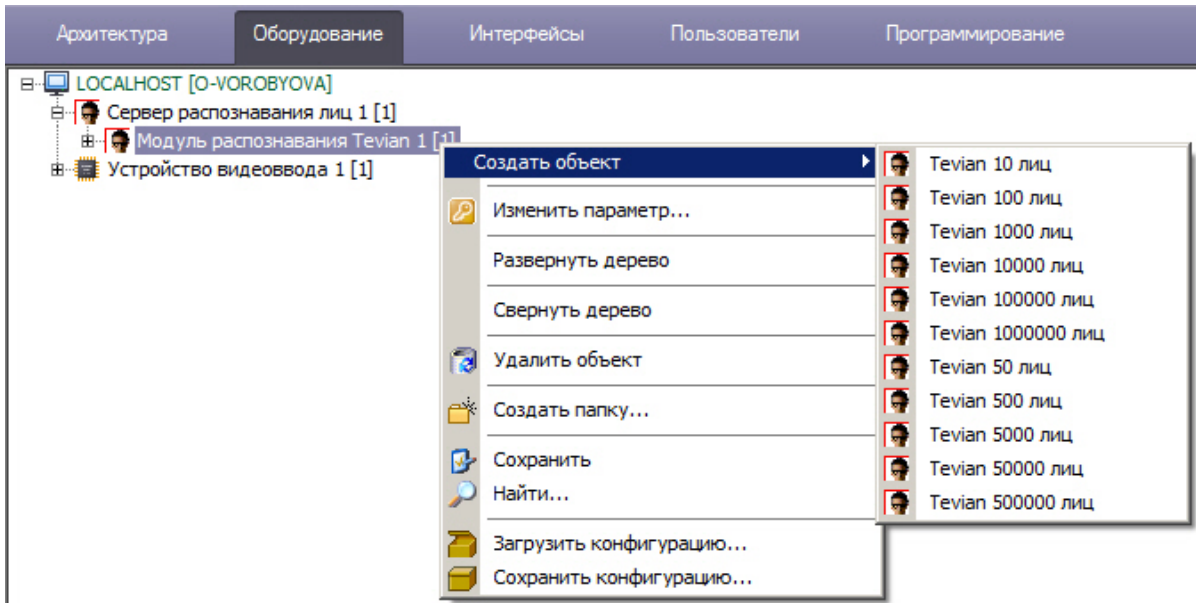 Архитектура Оборудование Интерфейсы Пользователи Программирование
LOCALHOST [O-VOROBYOVA]
Сервер распознавания лиц 1 [1]
Модуль распознавания Tevian 1 [1]
Устройство видеоввода 1 [1]
Создать объект
Изменить параметр...
Развернуть дерево
Свернуть дерево
Удалить объект
Создать папку...
Сохранить
Найти...
Загрузить конфигурацию...
Сохранить конфигурацию...
Tevian 10 лиц
Tevian 100 лиц
Tevian 1000 лиц
Tevian 10000 лиц
Tevian 100000 лиц
Tevian 1000000 лиц
Tevian 50 лиц
Tevian 500 лиц
Tevian 5000 лиц
Tevian 50000 лиц
Tevian 500000 лиц